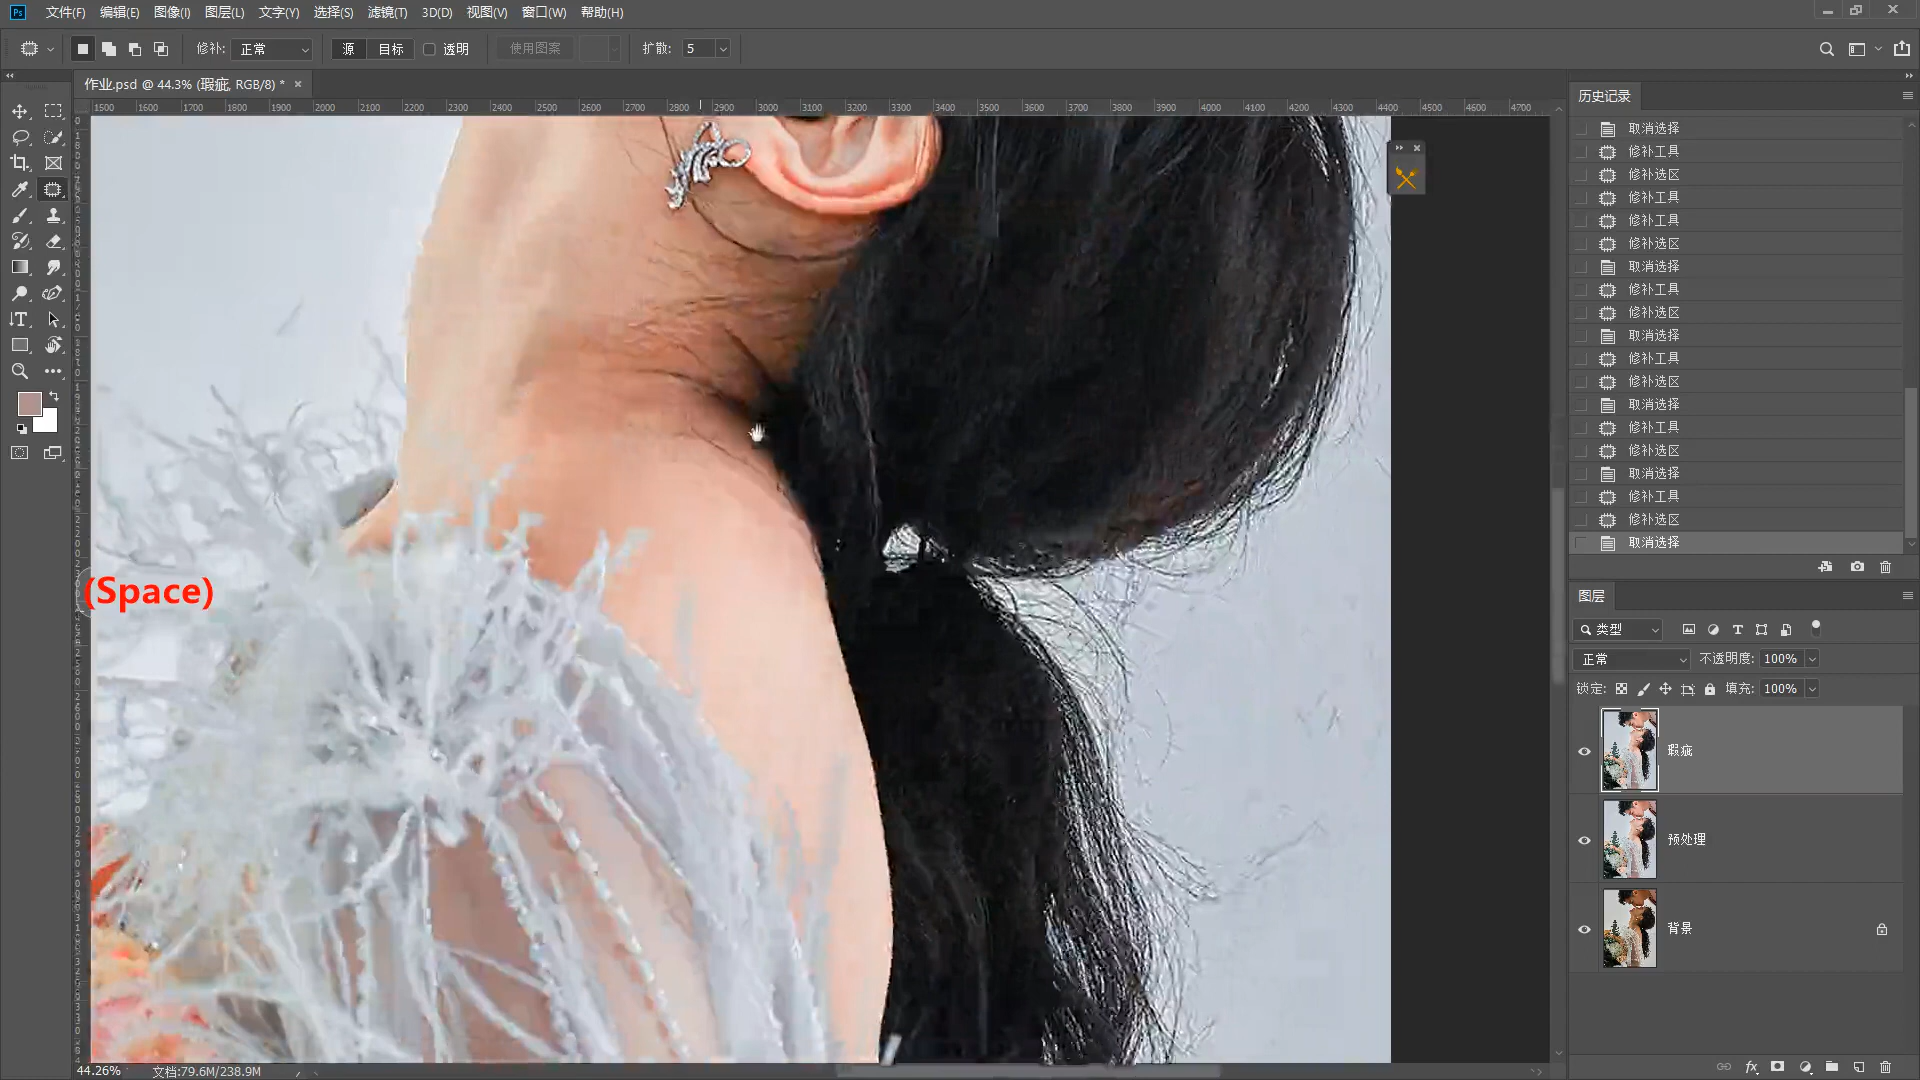 Ps 文件(F) 编辑(E) 图像(I) 图层(L) 文字(Y) 选择(S) 滤镜(T) 3D(D) 视图(V) 窗口(W) 帮助(H)
修补: 正常 源 目标 透明 使用图案 扩散: 5
作业.psd @ 44.3% (瑕疵, RGB/8) * ×
1500 1600 1700 1800 1900 2000 2100 2200 2300 2400 2500 2600 2700 2800 2900 3000 3100 3200 3300 3400 3500 3600 3700 3800 3900 4000 4100 4200 4300 4400 4500 4600 4700
历史记录
取消选择
修补工具
修补选区
修补工具
修补工具
修补选区
取消选择
修补工具
修补选区
取消选择
修补工具
修补选区
取消选择
修补工具
修补选区
取消选择
修补工具
修补选区
取消选择
(Space)
图层
类型
正常 不透明度: 100%
锁定: 填充: 100%
瑕疵
预处理
背景
44.26% 文档:79.6M/238.9M